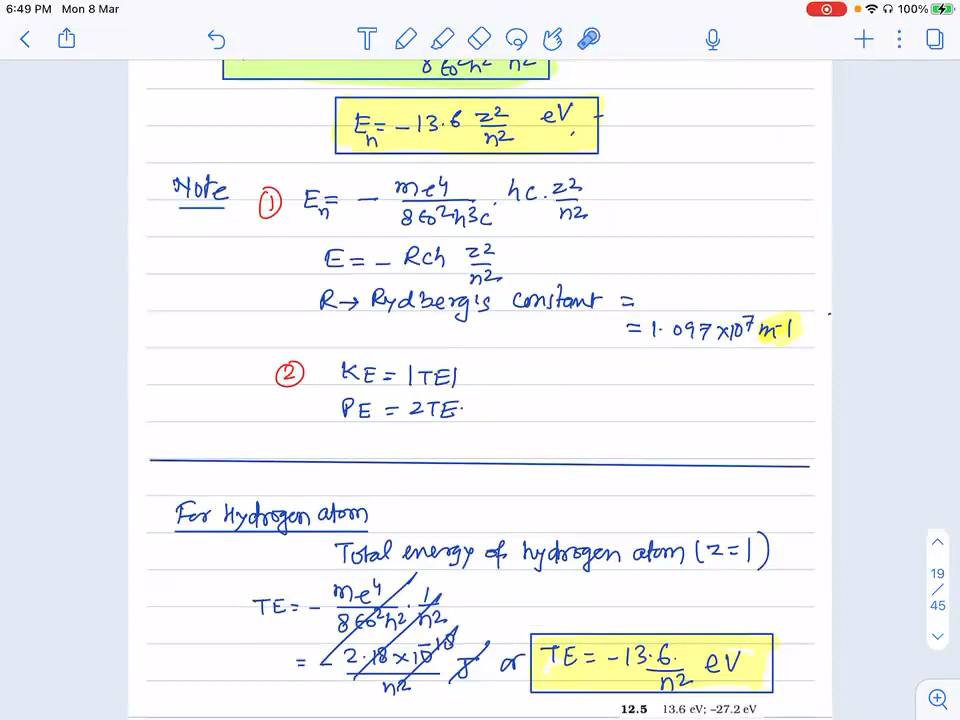 6:49 PM Mon 8 Mar 100%
8 ε0²h² n²
En = -13.6 z²/n² eV
Note ① En = - me⁴/8ε0²h³c · hc · z²/n²
E = - Rch z²/n²
R → Rydberg's constant =
= 1.097×10⁷ m-1
② KE = |TE|
PE = 2TE.
For Hydrogen atom
Total energy of hydrogen atom (z=1)
TE = - me⁴/8ε0²h² · 1/n²
= - 2.18×10⁻¹⁸/n² J or TE = -13.6/n² eV
12.5 13.6 eV; –27.2 eV
19
/
45